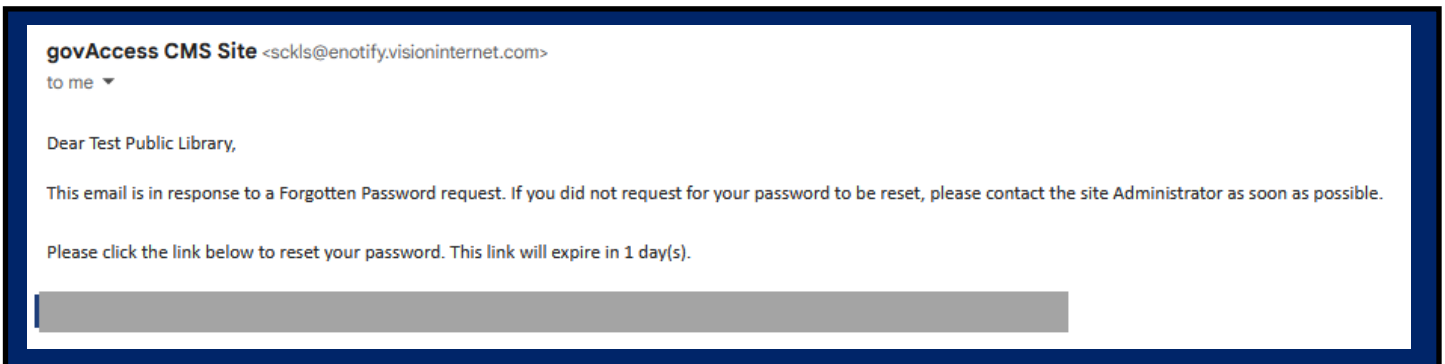 govAccess CMS Site <sckls@enotify.visioninternet.com>
to me
Dear Test Public Library,
This email is in response to a Forgotten Password request. If you did not request for your password to be reset, please contact the site Administrator as soon as possible.
Please click the link below to reset your password. This link will expire in 1 day(s).